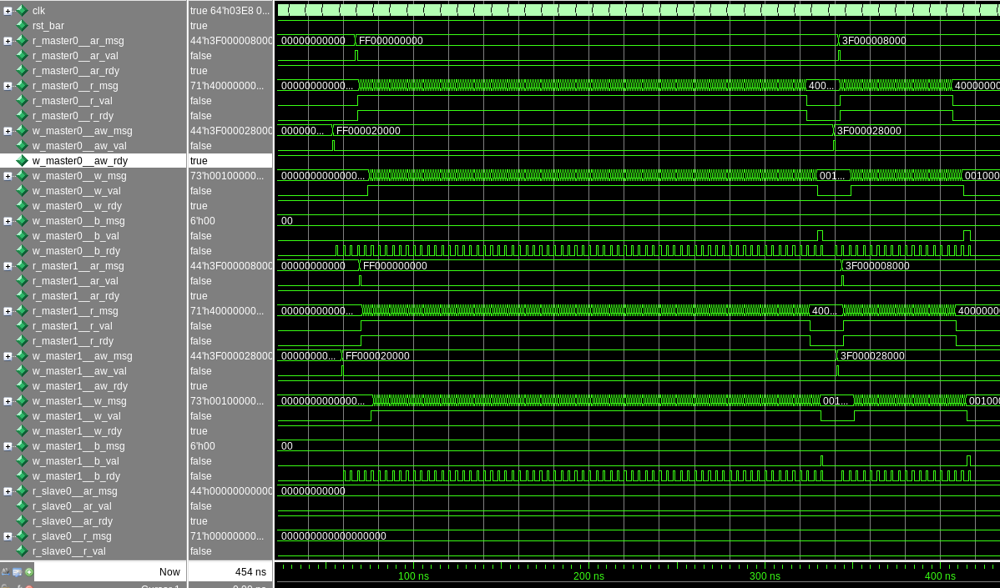 clk true 64'h03E8 0...
rst_bar true
r_master0__ar_msg 44'h3F000008000 00000000000 FF000000000 3F000008000
r_master0__ar_val false
r_master0__ar_rdy true
r_master0__r_msg 71'h40000000... 000000000000... 400... 40000000
r_master0__r_val false
r_master0__r_rdy false
w_master0__aw_msg 44'h3F000028000 000000... FF000020000 3F000028000
w_master0__aw_val false
w_master0__aw_rdy true
w_master0__w_msg 73'h00100000... 0000000000000... 001... 001000
w_master0__w_val false
w_master0__w_rdy true
w_master0__b_msg 6'h00 00
w_master0__b_val false
w_master0__b_rdy false
r_master1__ar_msg 44'h3F000008000 00000000000 FF000000000 3F000008000
r_master1__ar_val false
r_master1__ar_rdy true
r_master1__r_msg 71'h40000000... 000000000000... 400... 40000000
r_master1__r_val false
r_master1__r_rdy false
w_master1__aw_msg 44'h3F000028000 00000000... FF000020000 3F000028000
w_master1__aw_val false
w_master1__aw_rdy true
w_master1__w_msg 73'h00100000... 0000000000000... 001... 001000
w_master1__w_val false
w_master1__w_rdy true
w_master1__b_msg 6'h00 00
w_master1__b_val false
w_master1__b_rdy false
r_slave0__ar_msg 44'h00000000000 00000000000
r_slave0__ar_val false
r_slave0__ar_rdy true
r_slave0__r_msg 71'h00000000... 000000000000000000
r_slave0__r_val false
Now 454 ns
100 ns 200 ns 300 ns 400 ns
Cursor 1 0.00 ns